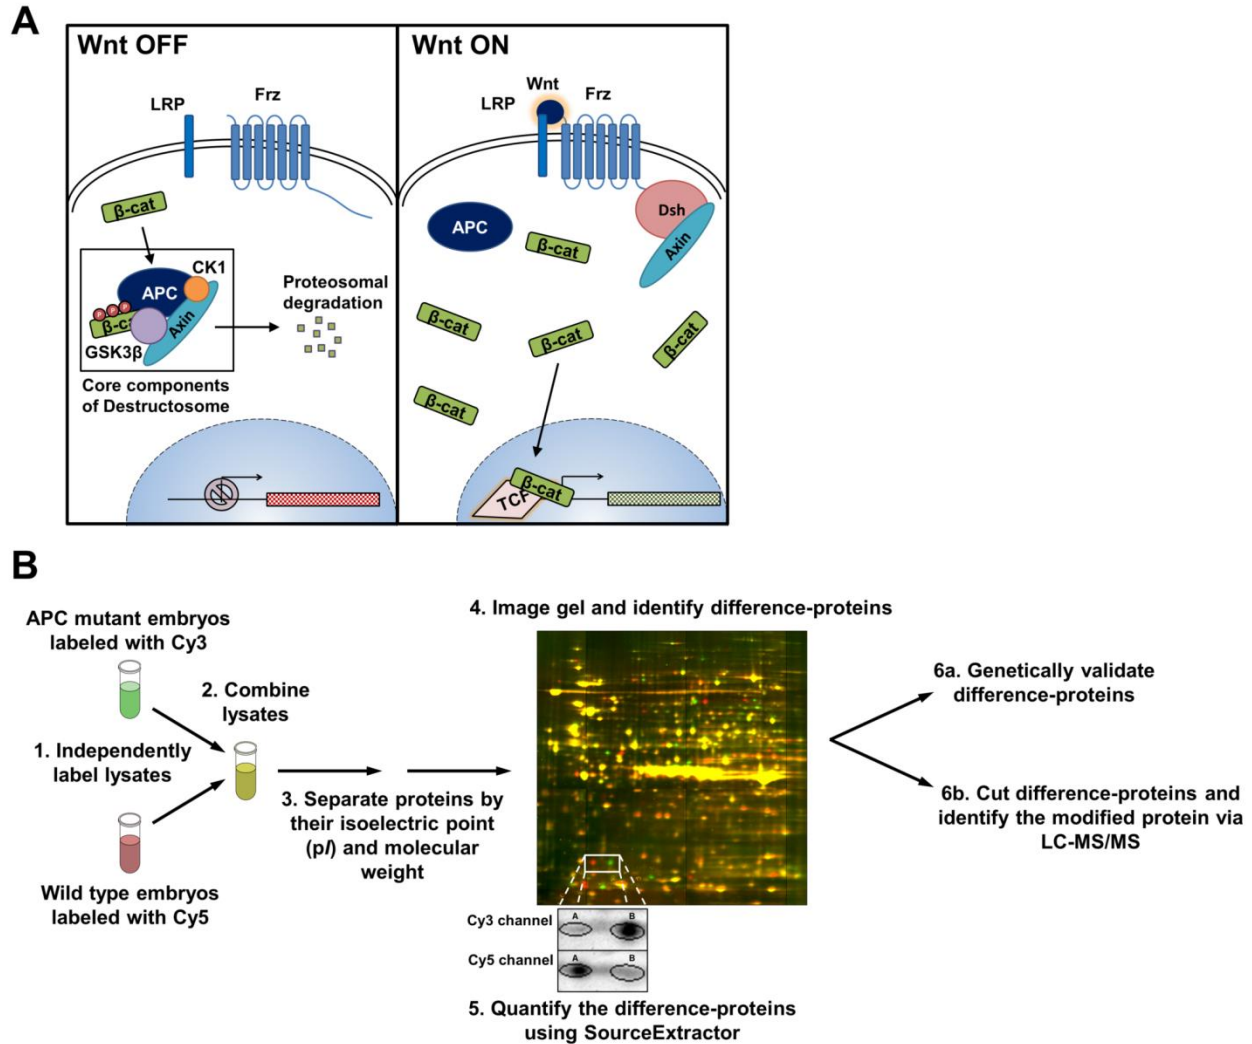 A
Wnt OFF
LRP
Frz
β-cat
CK1
APC
P P P
β-ca
Axin
GSK3β
Core components
of Destructosome
Proteosomal
degradation
Wnt ON
Wnt
LRP
Frz
APC
β-cat
Dsh
Axin
β-cat
β-cat
β-cat
β-cat
β-cat
TCF
B
APC mutant embryos
labeled with Cy3
1. Independently
label lysates
Wild type embryos
labeled with Cy5
2. Combine
lysates
3. Separate proteins by
their isoelectric point
(pI) and molecular
weight
4. Image gel and identify difference-proteins
Cy3 channel
A B
Cy5 channel
A B
5. Quantify the difference-proteins
using SourceExtractor
6a. Genetically validate
difference-proteins
6b. Cut difference-proteins and
identify the modified protein via
LC-MS/MS